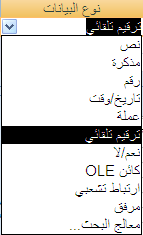 نوع البيانات
ترقيم تلقائي
نص
مذكرة
رقم
تاريخ/وقت
عملة
ترقيم تلقائي
نعم/لا
كائن OLE
ارتباط تشعبي
مرفق
معالج البحث...